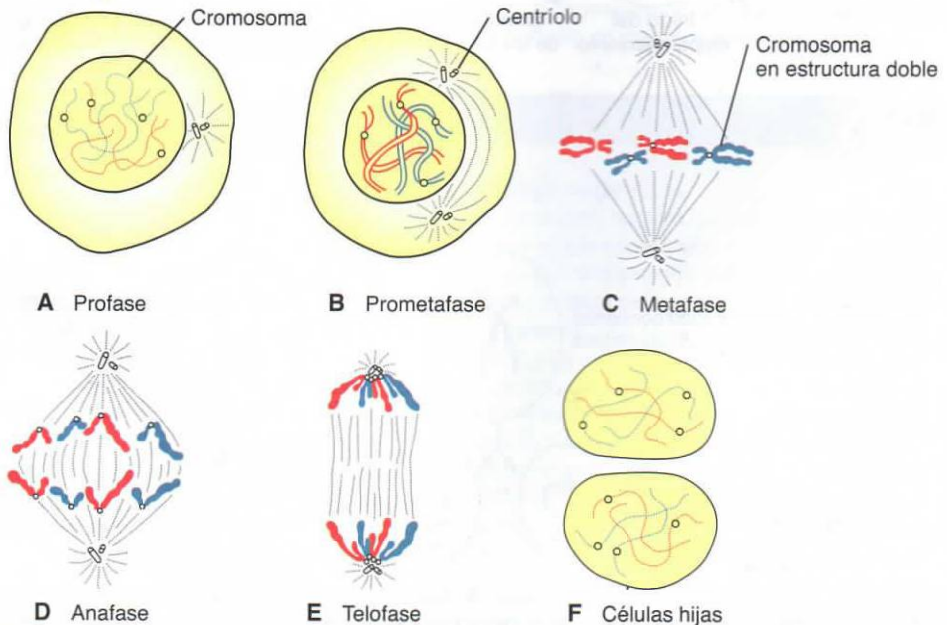 Cromosoma
Centríolo
Cromosoma
en estructura doble
A Profase
B Prometafase
C Metafase
D Anafase
E Telofase
F Células hijas